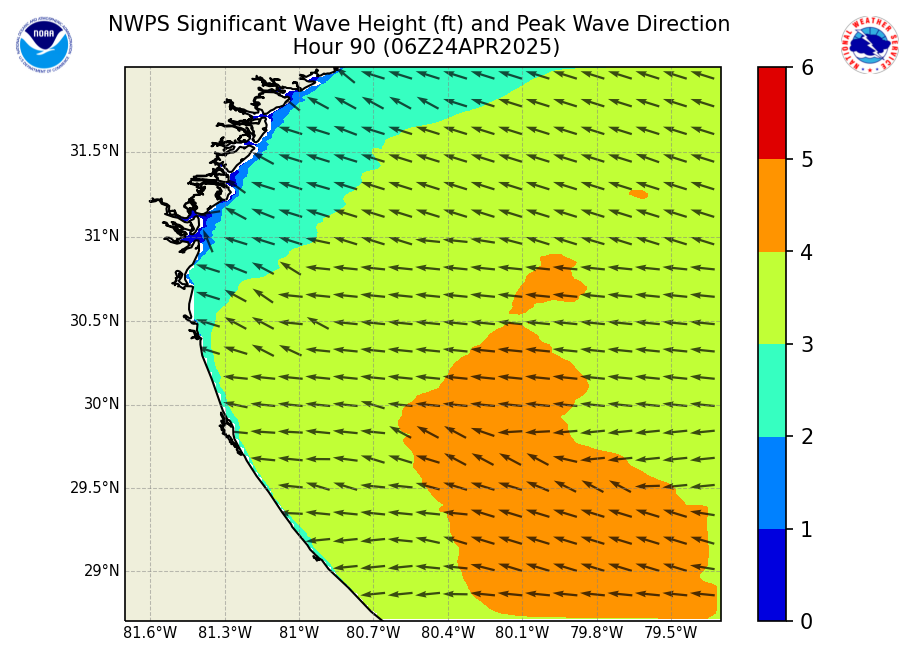 NWPS Significant Wave Height (ft) and Peak Wave Direction
Hour 90 (06Z24APR2025)
NOAA
NATIONAL WEATHER SERVICE
31.5°N
31°N
30.5°N
30°N
29.5°N
29°N
81.6°W 81.3°W 81°W 80.7°W 80.4°W 80.1°W 79.8°W 79.5°W
6
5
4
3
2
1
0